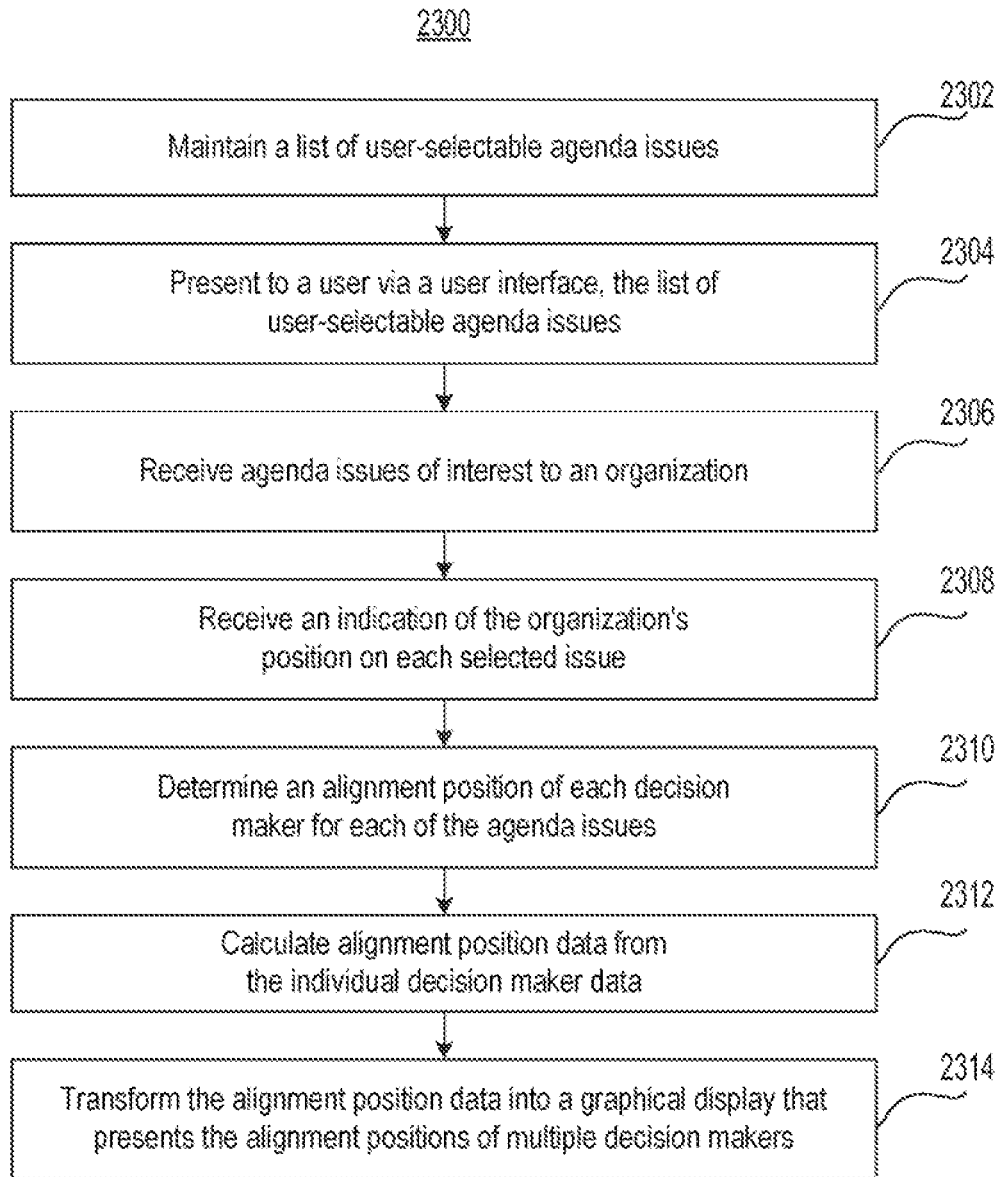 2300
2302
Maintain a list of user-selectable agenda issues
2304
Present to a user via a user interface, the list of
user-selectable agenda issues
2306
Receive agenda issues of interest to an organization
2308
Receive an indication of the organization's
position on each selected issue
2310
Determine an alignment position of each decision
maker for each of the agenda issues
2312
Calculate alignment position data from
the individual decision maker data
2314
Transform the alignment position data into a graphical display that
presents the alignment positions of multiple decision makers